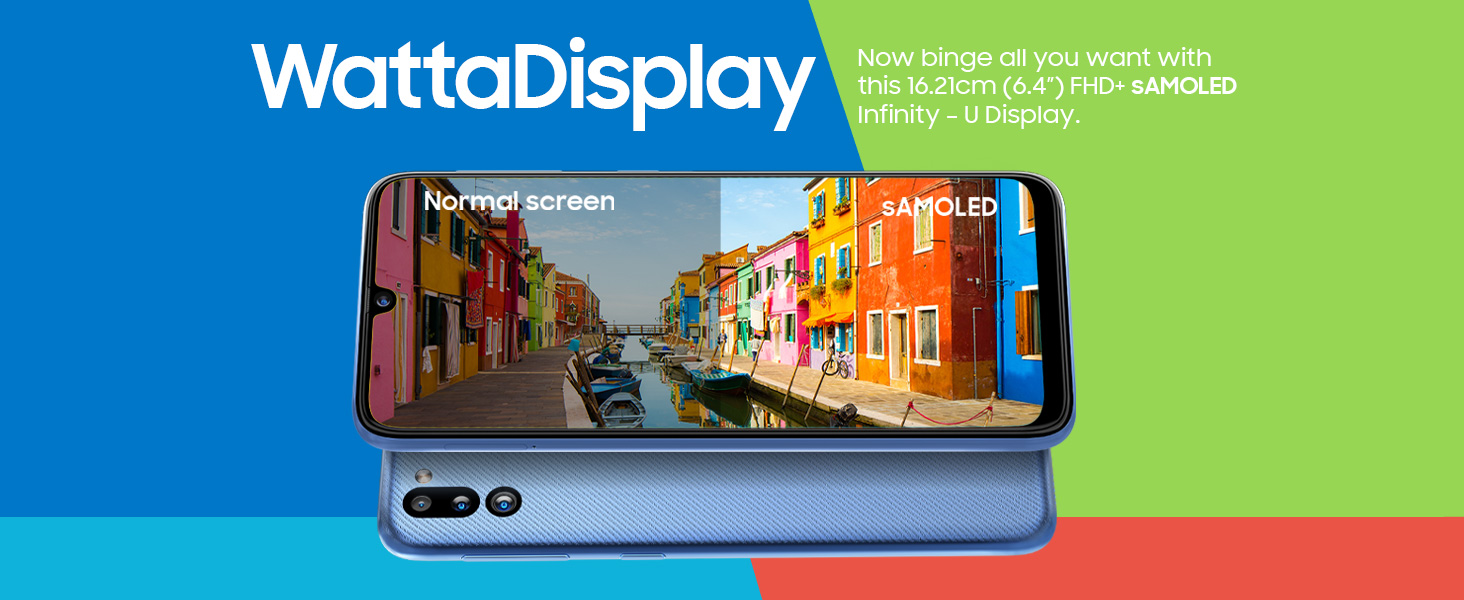 WattaDisplay
Now binge all you want with
this 16.21cm (6.4”) FHD+ sAMOLED
Infinity - U Display.
Normal screen
sAMOLED